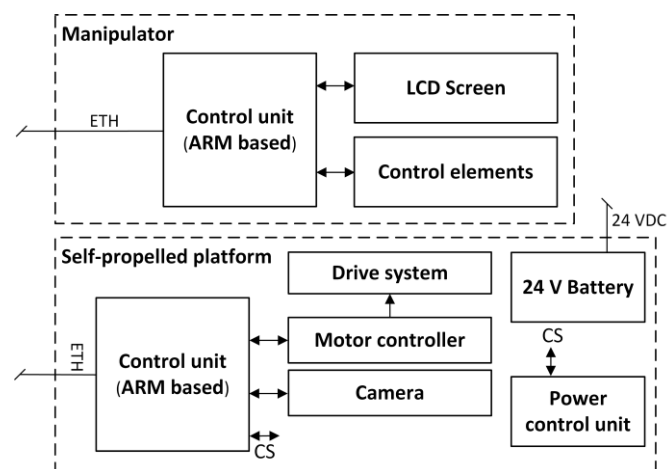 Manipulator
Control unit
(ARM based)
LCD Screen
Control elements
ETH
24 VDC
Self-propelled platform
Drive system
24 V Battery
Motor controller
Control unit
(ARM based)
ETH
Camera
CS
CS
Power
control unit